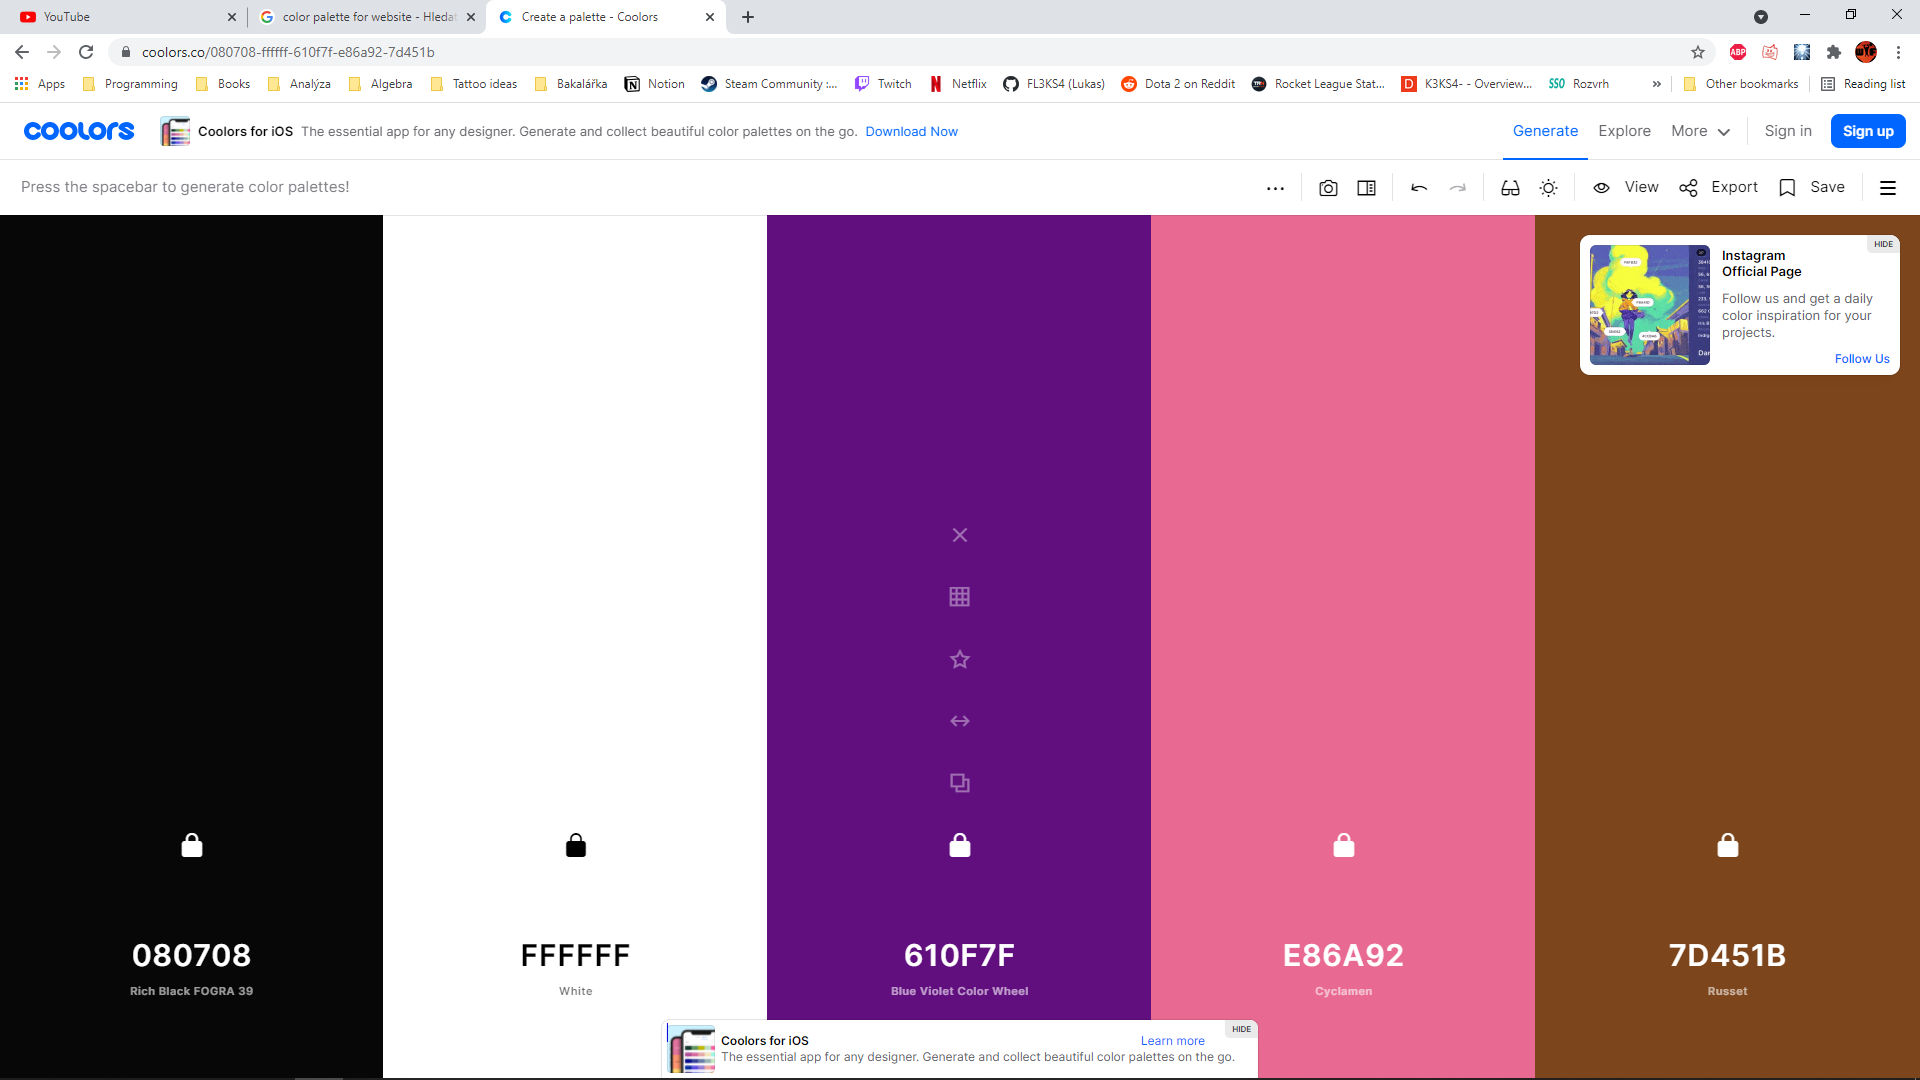 YouTube
color palette for website - Hledat
Create a palette - Coolors
coolors.co/080708-ffffff-610f7f-e86a92-7d451b
ABP
Apps
Programming
Books
Analýza
Algebra
Tattoo ideas
Bakalářka
Notion
Steam Community :...
Twitch
Netflix
FL3KS4 (Lukas)
Dota 2 on Reddit
Rocket League Stat...
K3KS4- - Overview...
SSO Rozvrh
Other bookmarks
Reading list
coolors
Coolors for iOS The essential app for any designer. Generate and collect beautiful color palettes on the go. Download Now
Generate
Explore
More
Sign in
Sign up
Press the spacebar to generate color palettes!
View
Export
Save
HIDE
Instagram
Official Page
Follow us and get a daily
color inspiration for your
projects.
Follow Us
080708
Rich Black FOGRA 39
FFFFFF
White
610F7F
Blue Violet Color Wheel
E86A92
Cyclamen
7D451B
Russet
HIDE
Coolors for iOS
Learn more
The essential app for any designer. Generate and collect beautiful color palettes on the go.